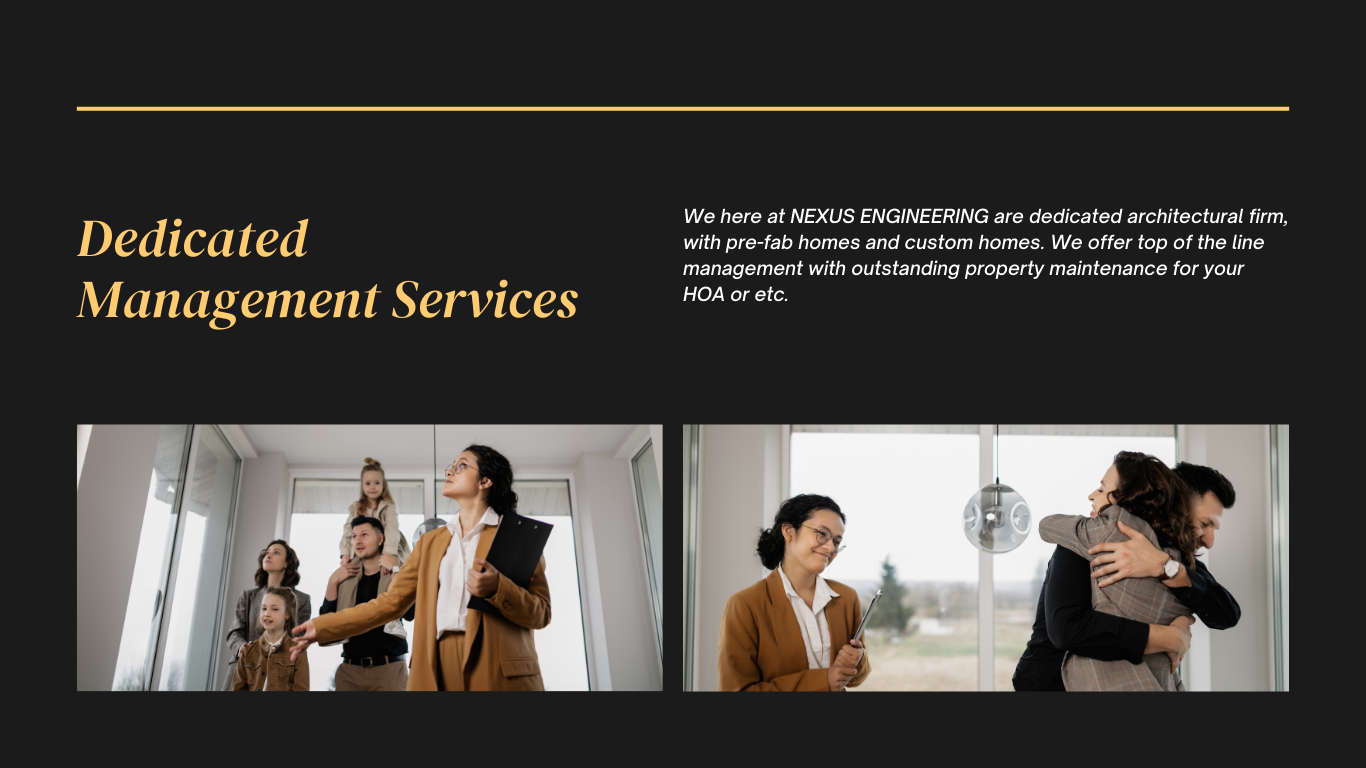 Dedicated
Management Services
We here at NEXUS ENGINEERING are dedicated architectural firm,
with pre-fab homes and custom homes. We offer top of the line
management with outstanding property maintenance for your
HOA or etc.